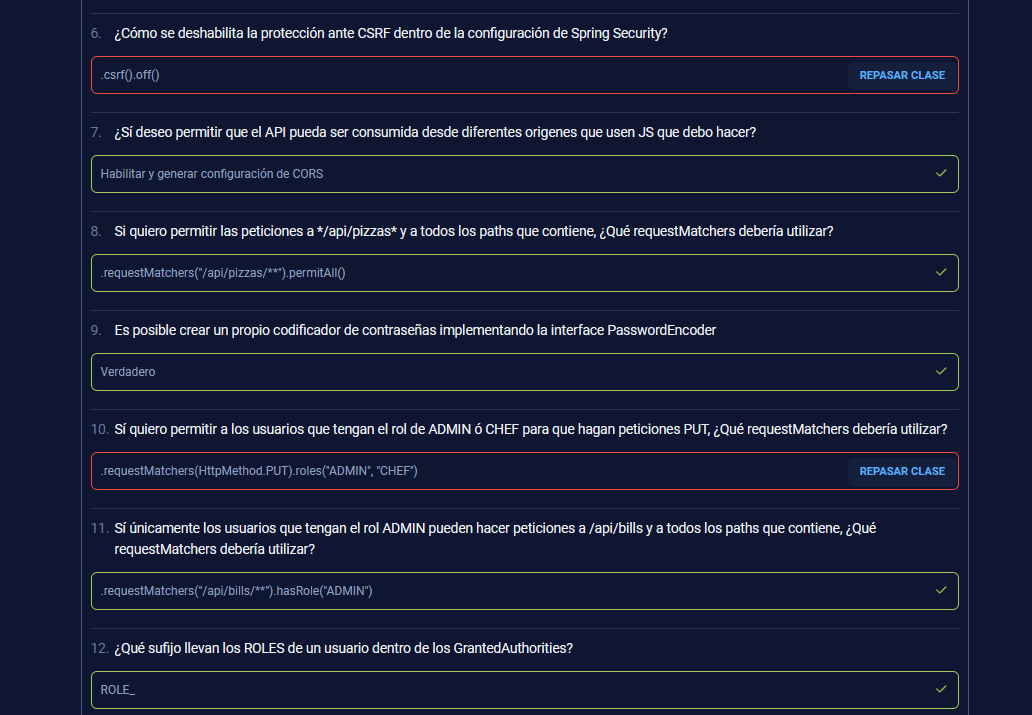 6. ¿Cómo se deshabilita la protección ante CSRF dentro de la configuración de Spring Security?
.csrf().off()
REPASAR CLASE
7. ¿Sí deseo permitir que el API pueda ser consumida desde diferentes origenes que usen JS que debo hacer?
Habilitar y generar configuración de CORS
8. Si quiero permitir las peticiones a */api/pizzas* y a todos los paths que contiene, ¿Qué requestMatchers debería utilizar?
.requestMatchers("/api/pizzas/**").permitAll()
9. Es posible crear un propio codificador de contraseñas implementando la interface PasswordEncoder
Verdadero
10. Sí quiero permitir a los usuarios que tengan el rol de ADMIN ó CHEF para que hagan peticiones PUT, ¿Qué requestMatchers debería utilizar?
.requestMatchers(HttpMethod.PUT).roles("ADMIN", "CHEF")
REPASAR CLASE
11. Sí únicamente los usuarios que tengan el rol ADMIN pueden hacer peticiones a /api/bills y a todos los paths que contiene, ¿Qué
requestMatchers debería utilizar?
.requestMatchers("/api/bills/**").hasRole("ADMIN")
12. ¿Qué sufijo llevan los ROLES de un usuario dentro de los GrantedAuthorities?
ROLE_